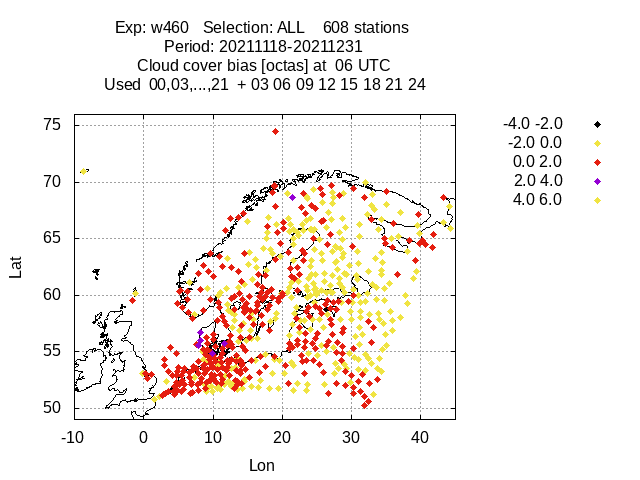 Exp: w460 Selection: ALL 608 stations
Period: 20211118-20211231
Cloud cover bias [octas] at 06 UTC
Used 00,03,...,21 + 03 06 09 12 15 18 21 24
-4.0 -2.0
-2.0 0.0
0.0 2.0
2.0 4.0
4.0 6.0
75
70
65
60
55
50
Lat
-10 0 10 20 30 40
Lon